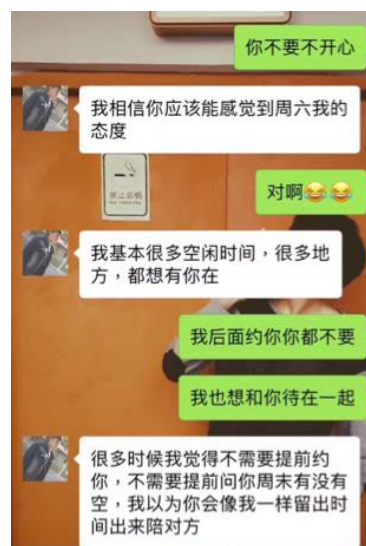 你不要不开心
我相信你应该能感觉到周六我的
态度
对啊😂😂
我基本很多空闲时间，很多地
方，都想有你在
我后面约你你都不要
我也想和你待在一起
很多时候我觉得不需要提前约
你，不需要提前问你周末有没有
空，我以为你会像我一样留出时
间出来陪对方